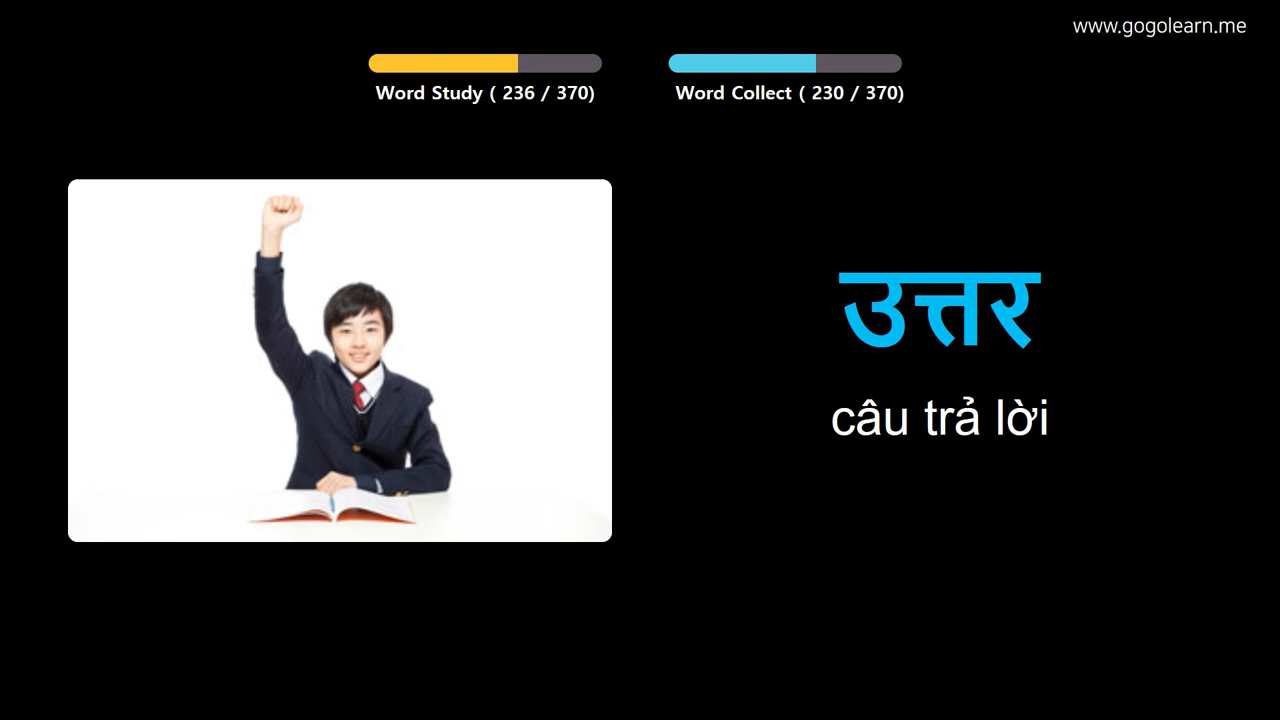 www.gogolearn.me
Word Study ( 236 / 370)
Word Collect ( 230 / 370)
उत्तर
câu trả lời